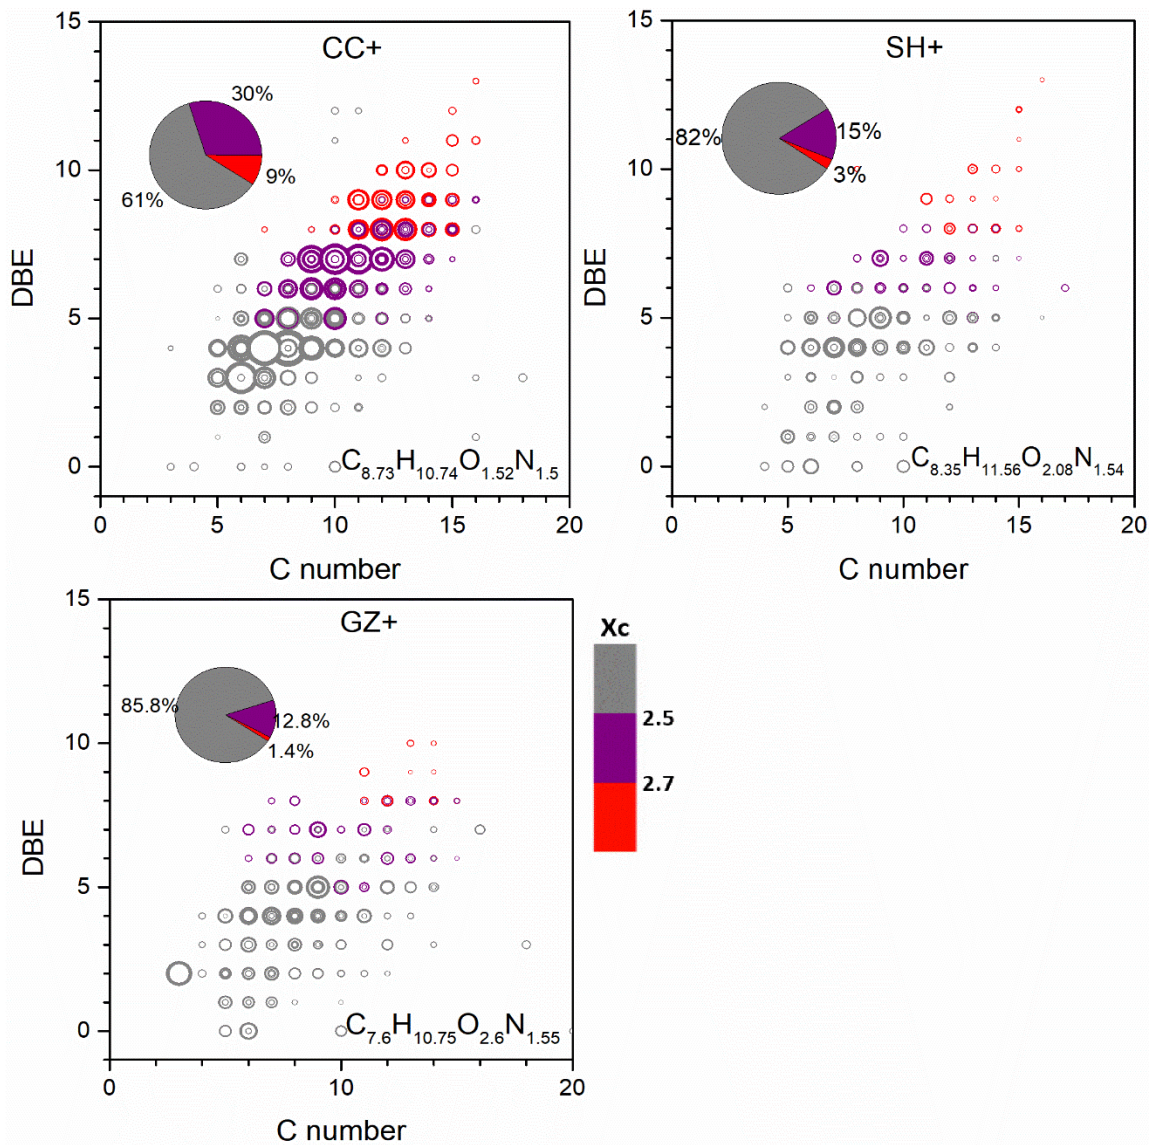 CC+
15
10
5
0
DBE
30%
9%
61%
C8.73H10.74O1.52N1.5
0 5 10 15 20
C number
SH+
15
10
5
0
DBE
82%
15%
3%
C8.35H11.56O2.08N1.54
0 5 10 15 20
C number
GZ+
15
10
5
0
DBE
85.8%
12.8%
1.4%
C7.6H10.75O2.6N1.55
0 10 20
C number
Xc
2.5
2.7